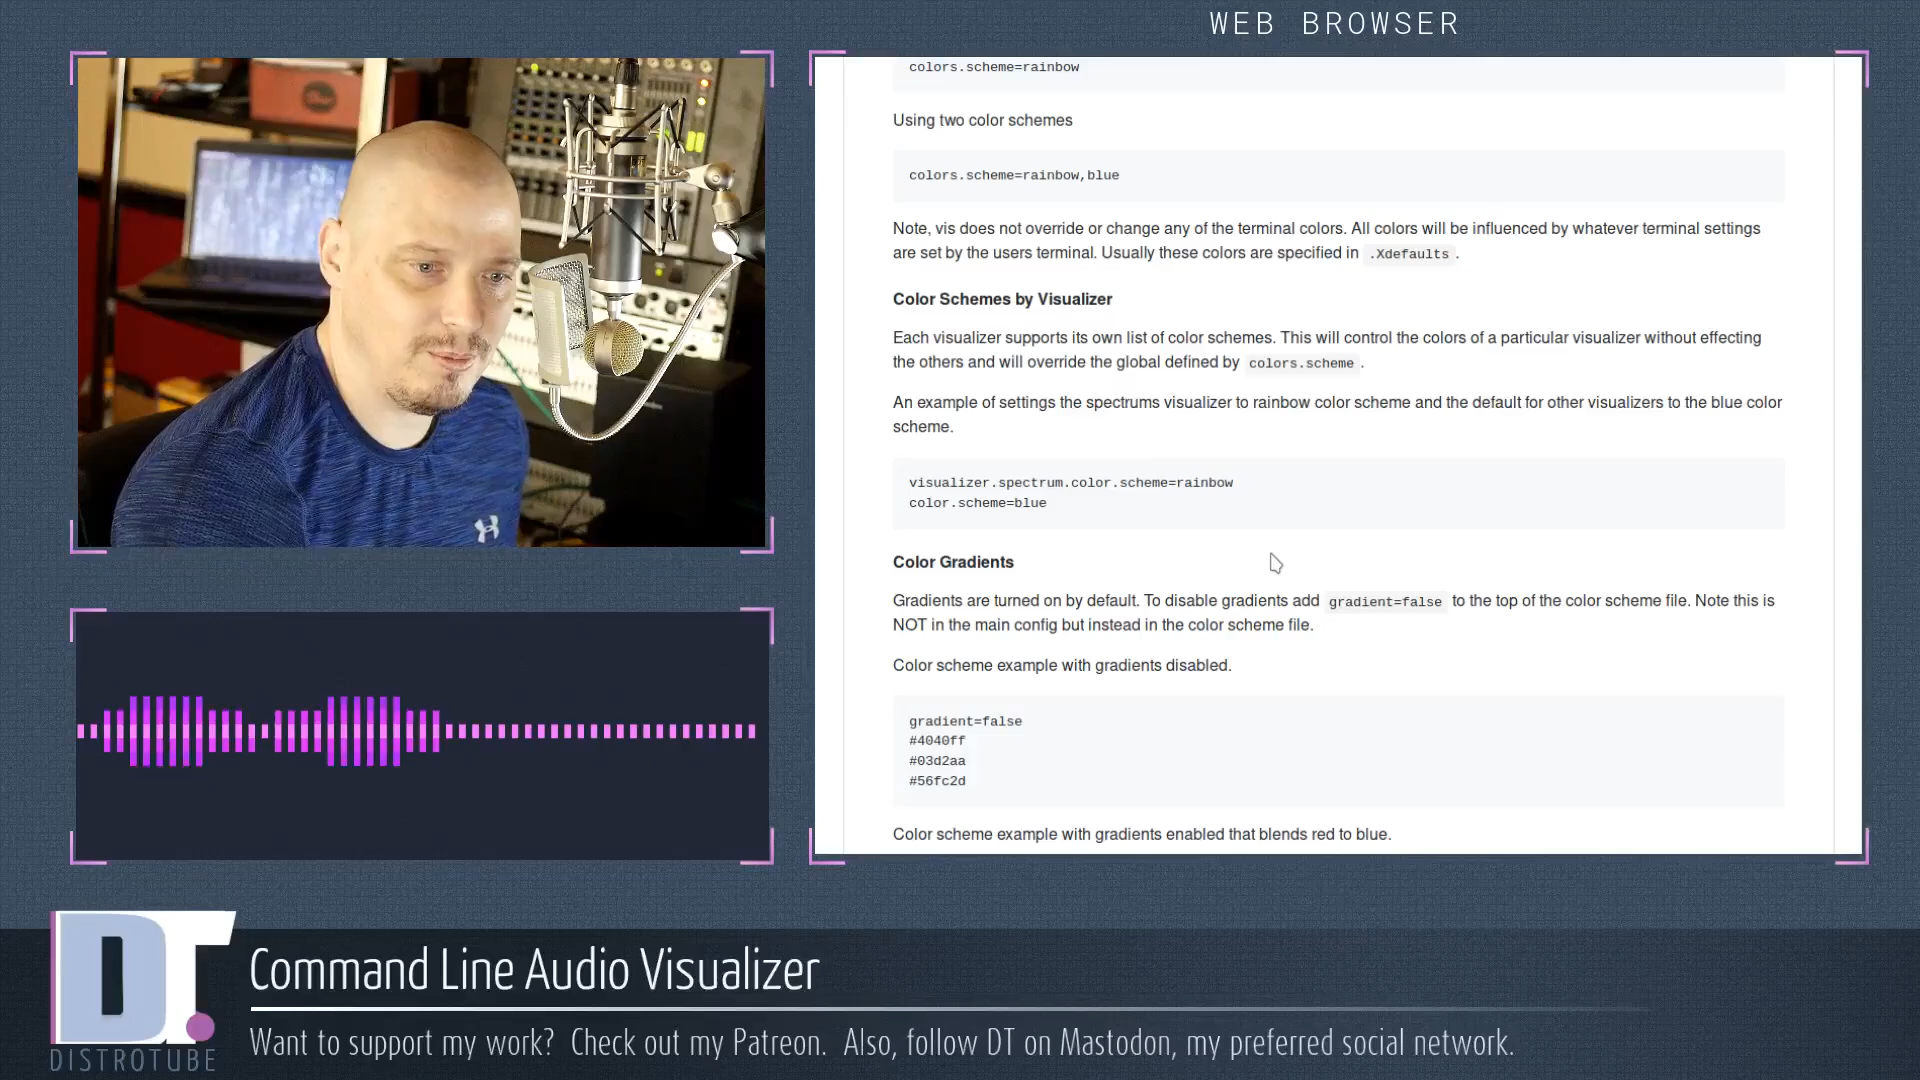 WEB BROWSER
colors.scheme=rainbow
Using two color schemes
colors.scheme=rainbow,blue
Note, vis does not override or change any of the terminal colors. All colors will be influenced by whatever terminal settings
are set by the users terminal. Usually these colors are specified in .Xdefaults .
Color Schemes by Visualizer
Each visualizer supports its own list of color schemes. This will control the colors of a particular visualizer without effecting
the others and will override the global defined by colors.scheme .
An example of settings the spectrums visualizer to rainbow color scheme and the default for other visualizers to the blue color
scheme.
visualizer.spectrum.color.scheme=rainbow
color.scheme=blue
Color Gradients
Gradients are turned on by default. To disable gradients add gradient=false to the top of the color scheme file. Note this is
NOT in the main config but instead in the color scheme file.
Color scheme example with gradients disabled.
gradient=false
#4040ff
#03d2aa
#56fc2d
Color scheme example with gradients enabled that blends red to blue.
DT
DISTROTUBE
Command Line Audio Visualizer
Want to support my work? Check out my Patreon. Also, follow DT on Mastodon, my preferred social network.